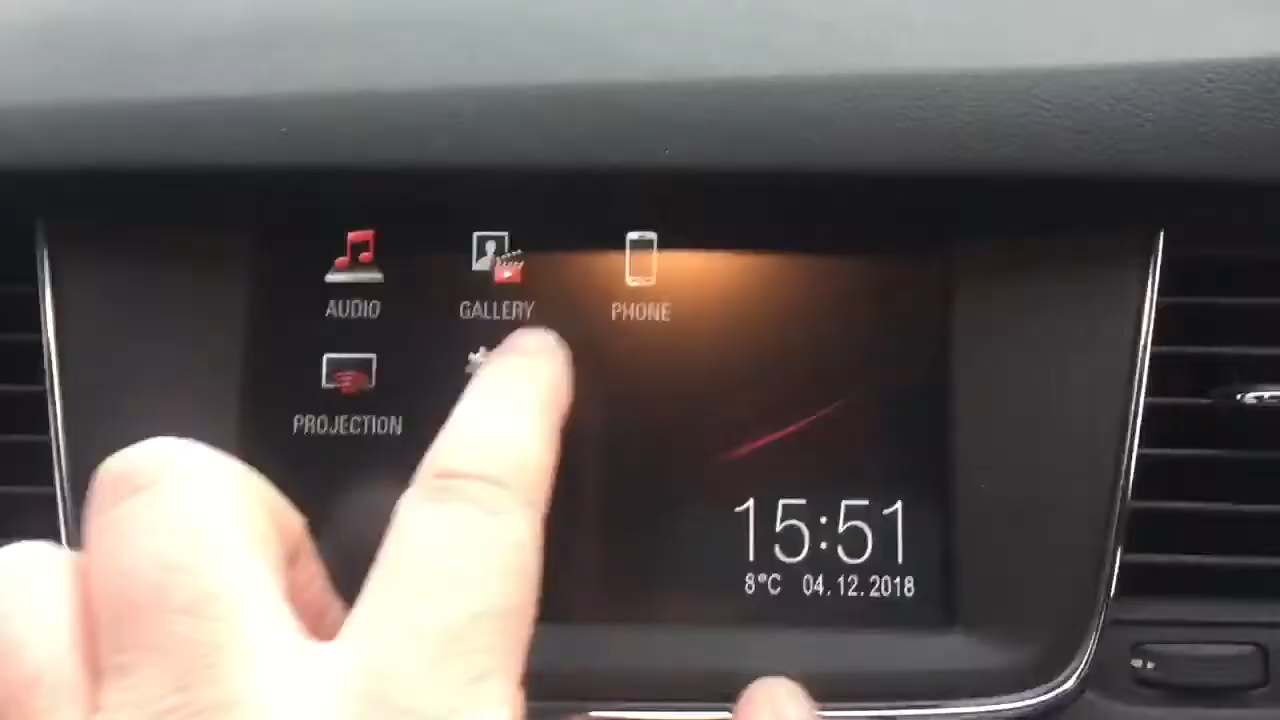 AUDIO
GALLERY
PHONE
PROJECTION
15:51
8°C 04.12.2018